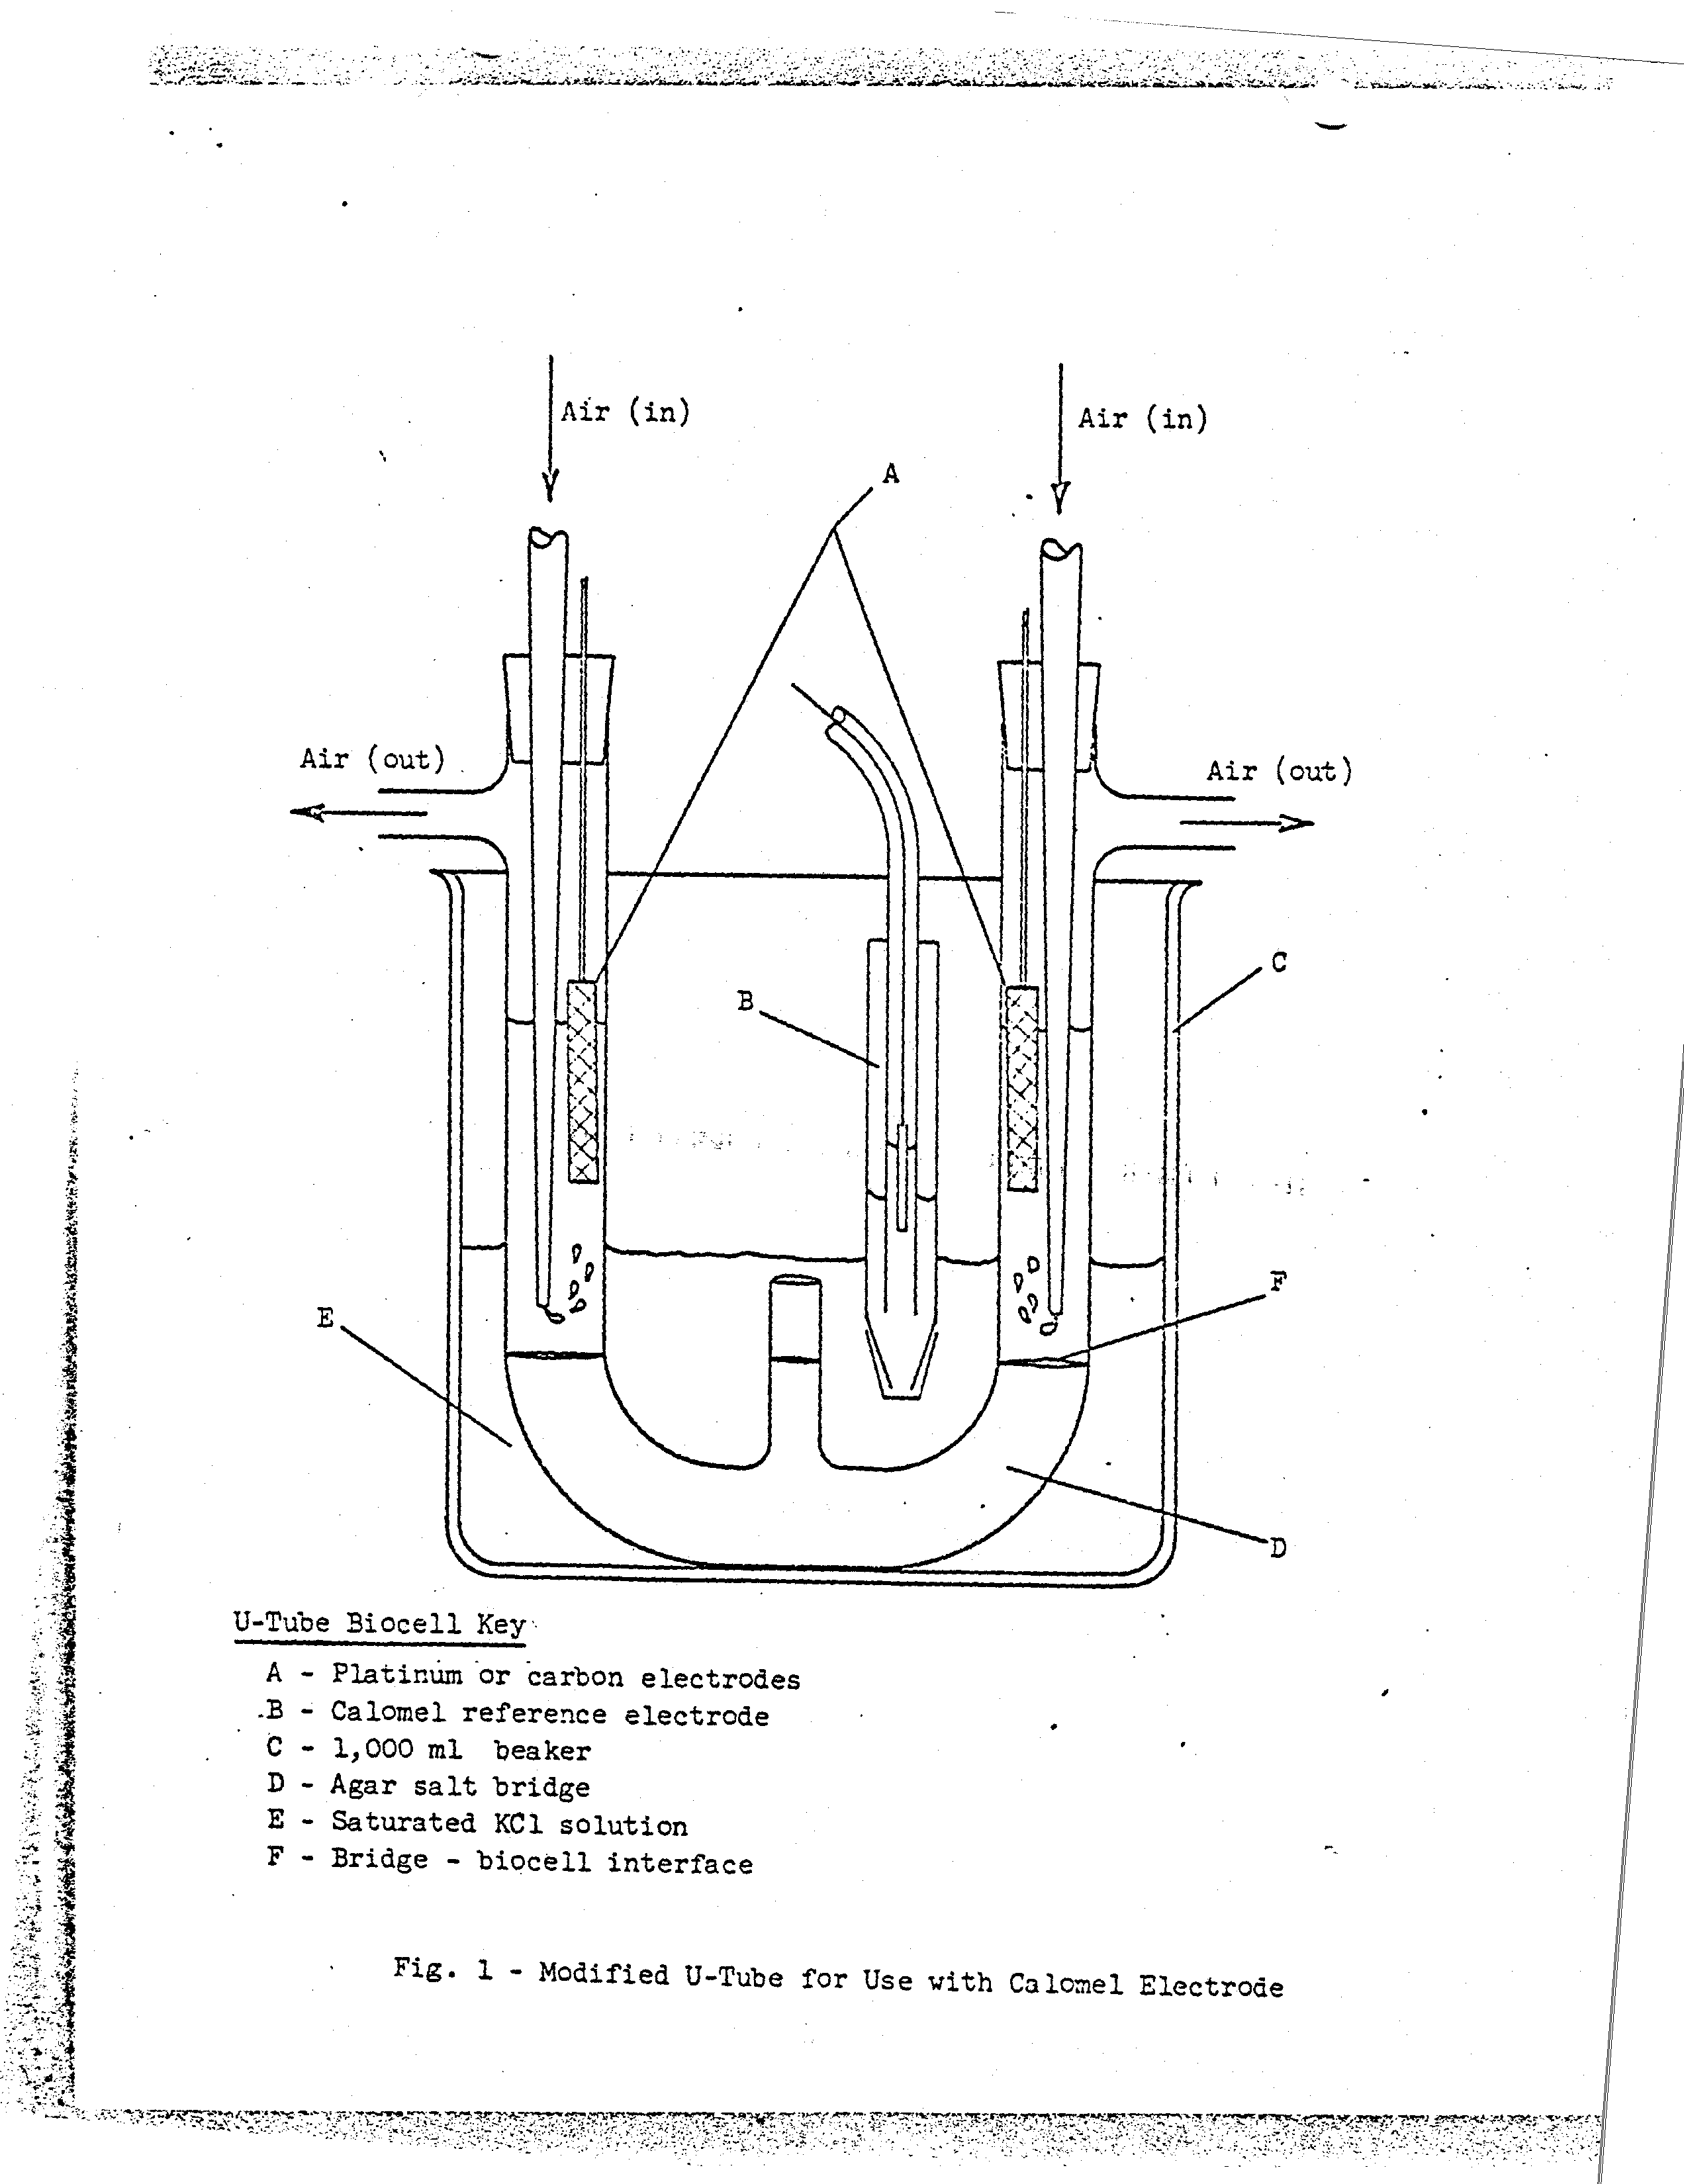 Air (in)
Air (in)
A
Air (out)
Air (out)
C
B
F
E
D
U-Tube Biocell Key
A - Platinum or carbon electrodes
B - Calomel reference electrode
C - 1,000 ml beaker
D - Agar salt bridge
E - Saturated KCl solution
F - Bridge - biocell interface
Fig. 1 - Modified U-Tube for Use with Calomel Electrode